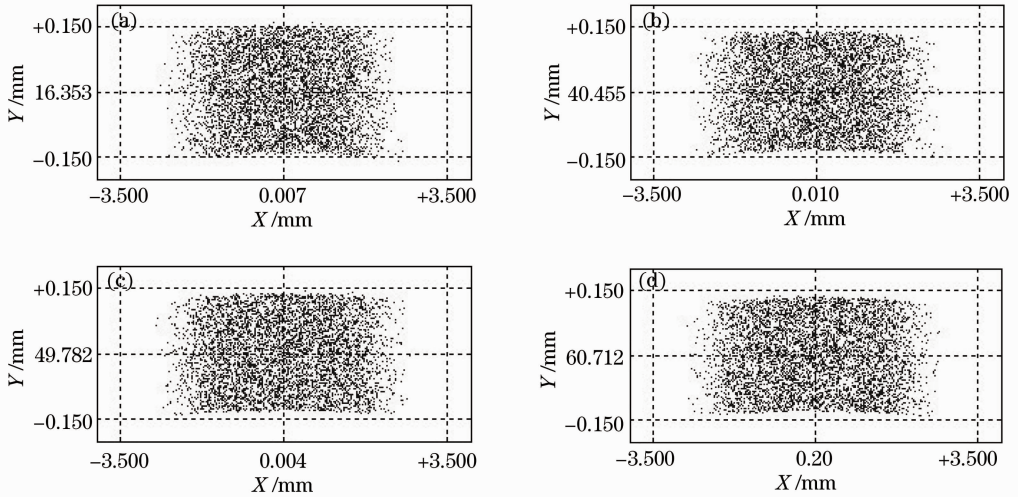 (a)
+0.150
Y/mm
16.353
−0.150
−3.500 0.007 +3.500
X/mm
(b)
+0.150
Y/mm
40.455
−0.150
−3.500 0.010 +3.500
X/mm
(c)
+0.150
Y/mm
49.782
−0.150
−3.500 0.004 +3.500
X/mm
(d)
+0.150
Y/mm
60.712
−0.150
−3.500 0.20 +3.500
X/mm